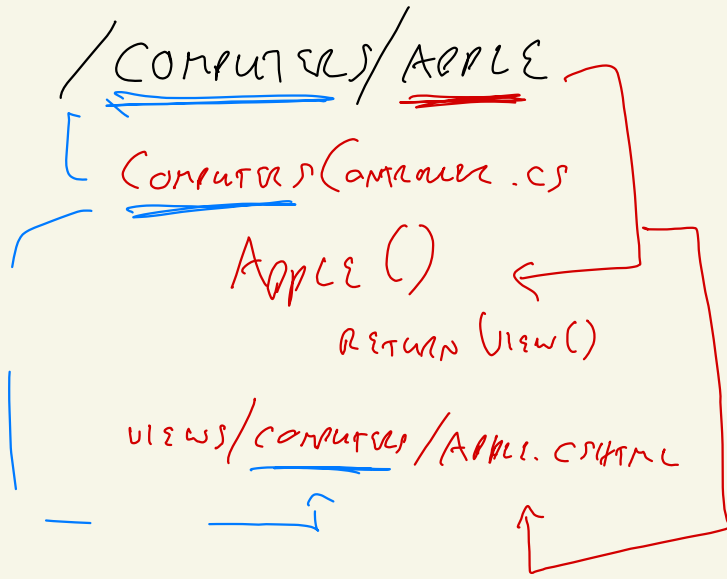 /COMPUTERS/APPLE
COMPUTERSCONTROLLER.CS
APPLE()
RETURN VIEW()
VIEWS/COMPUTERS/APPLE.CSHTML